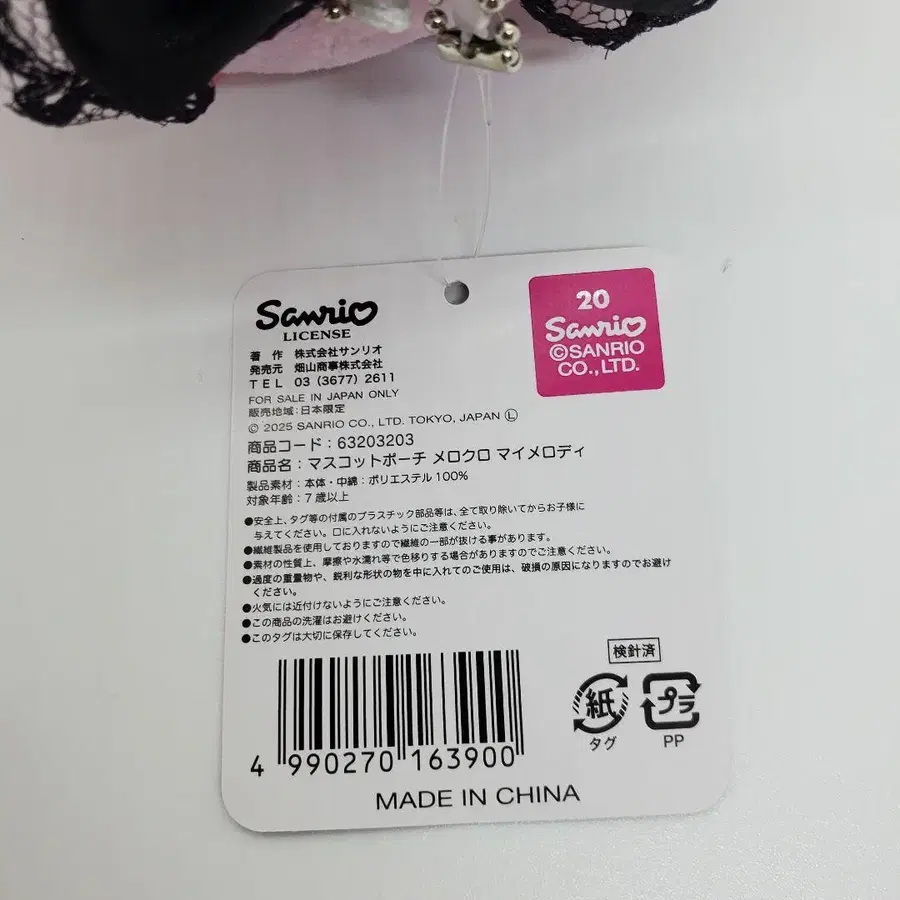 Sanrio
LICENSE
著 作 株式会社サンリオ
発売元 畑山商事株式会社
TEL 03 (3677) 2611
FOR SALE IN JAPAN ONLY
販売地域:日本限定
© 2025 SANRIO CO., LTD. TOKYO, JAPAN Ⓛ
商品コード:63203203
商品名:マスコットポーチ メロクロ マイメロディ
製品素材:本体・中綿:ポリエステル100%
対象年齢:7歳以上
●安全上、タグ等の付属のプラスチック部品等は、全て取り除いてからお子様に
与えてください。口に入れないようにご注意ください。
●繊維製品を使用しておりますので繊維の一部が抜ける事があります。
●素材の性質上、摩擦や水濡れ等で色移りする場合がありますのでご注意ください。
●過度の重量物や、鋭利な形状の物を中に入れてのご使用は、破損の原因になりますのでお避け
ください。
●火気には近付けないようにご注意ください。
●この商品の洗濯はお避けください。
●このタグは大切に保存してください。
20
Sanrio
©SANRIO
CO.,LTD.
検針済
紙
タグ
プラ
PP
4 990270 163900
MADE IN CHINA